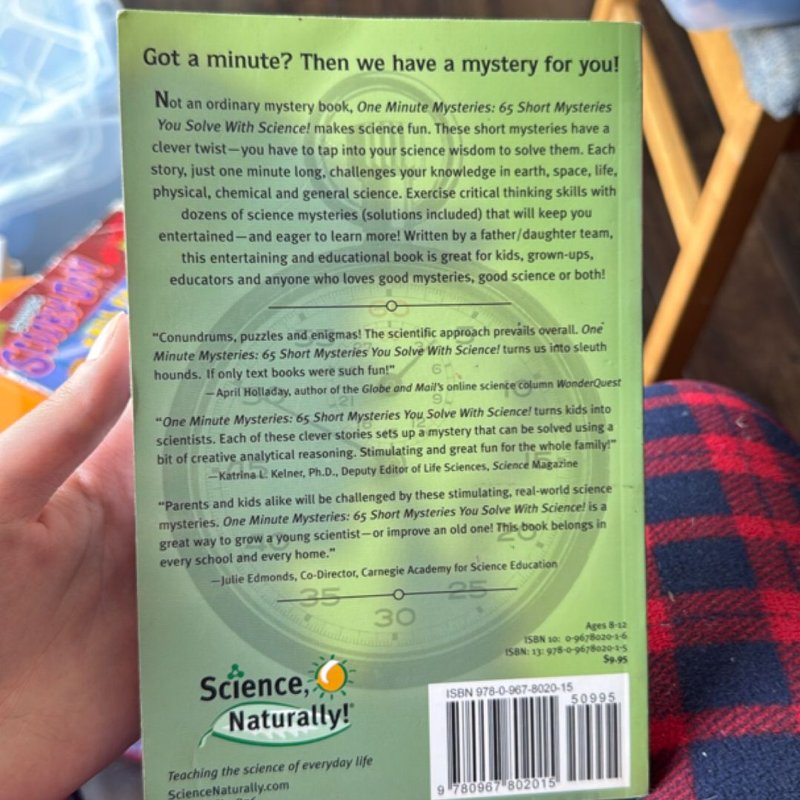 Got a minute? Then we have a mystery for you!
Not an ordinary mystery book, One Minute Mysteries: 65 Short Mysteries
You Solve With Science! makes science fun. These short mysteries have a
clever twist—you have to tap into your science wisdom to solve them. Each
story, just one minute long, challenges your knowledge in earth, space, life,
physical, chemical and general science. Exercise critical thinking skills with
dozens of science mysteries (solutions included) that will keep you
entertained—and eager to learn more! Written by a father/daughter team,
this entertaining and educational book is great for kids, grown-ups,
educators and anyone who loves good mysteries, good science or both!
"Conundrums, puzzles and enigmas! The scientific approach prevails overall. One
Minute Mysteries: 65 Short Mysteries You Solve With Science! turns us into sleuth
hounds. If only text books were such fun!"
—April Holladay, author of the Globe and Mail's online science column WonderQuest
"One Minute Mysteries: 65 Short Mysteries You Solve With Science! turns kids into
scientists. Each of these clever stories sets up a mystery that can be solved using a
bit of creative analytical reasoning. Stimulating and great fun for the whole family!"
—Katrina L. Kelner, Ph.D., Deputy Editor of Life Sciences, Science Magazine
"Parents and kids alike will be challenged by these stimulating, real-world science
mysteries. One Minute Mysteries: 65 Short Mysteries You Solve With Science! is a
great way to grow a young scientist—or improve an old one! This book belongs in
every school and every home."
—Julie Edmonds, Co-Director, Carnegie Academy for Science Education
35
30
25
Ages 8-12
ISBN 10: 0-9678020-1-6
ISBN: 13: 978-0-9678020-1-5
$9.95
Science,
Naturally!®
Teaching the science of everyday life
ScienceNaturally.com
ISBN 978-0-967-8020-15
50995
9 780967 802015
SCOOBY-DOO!